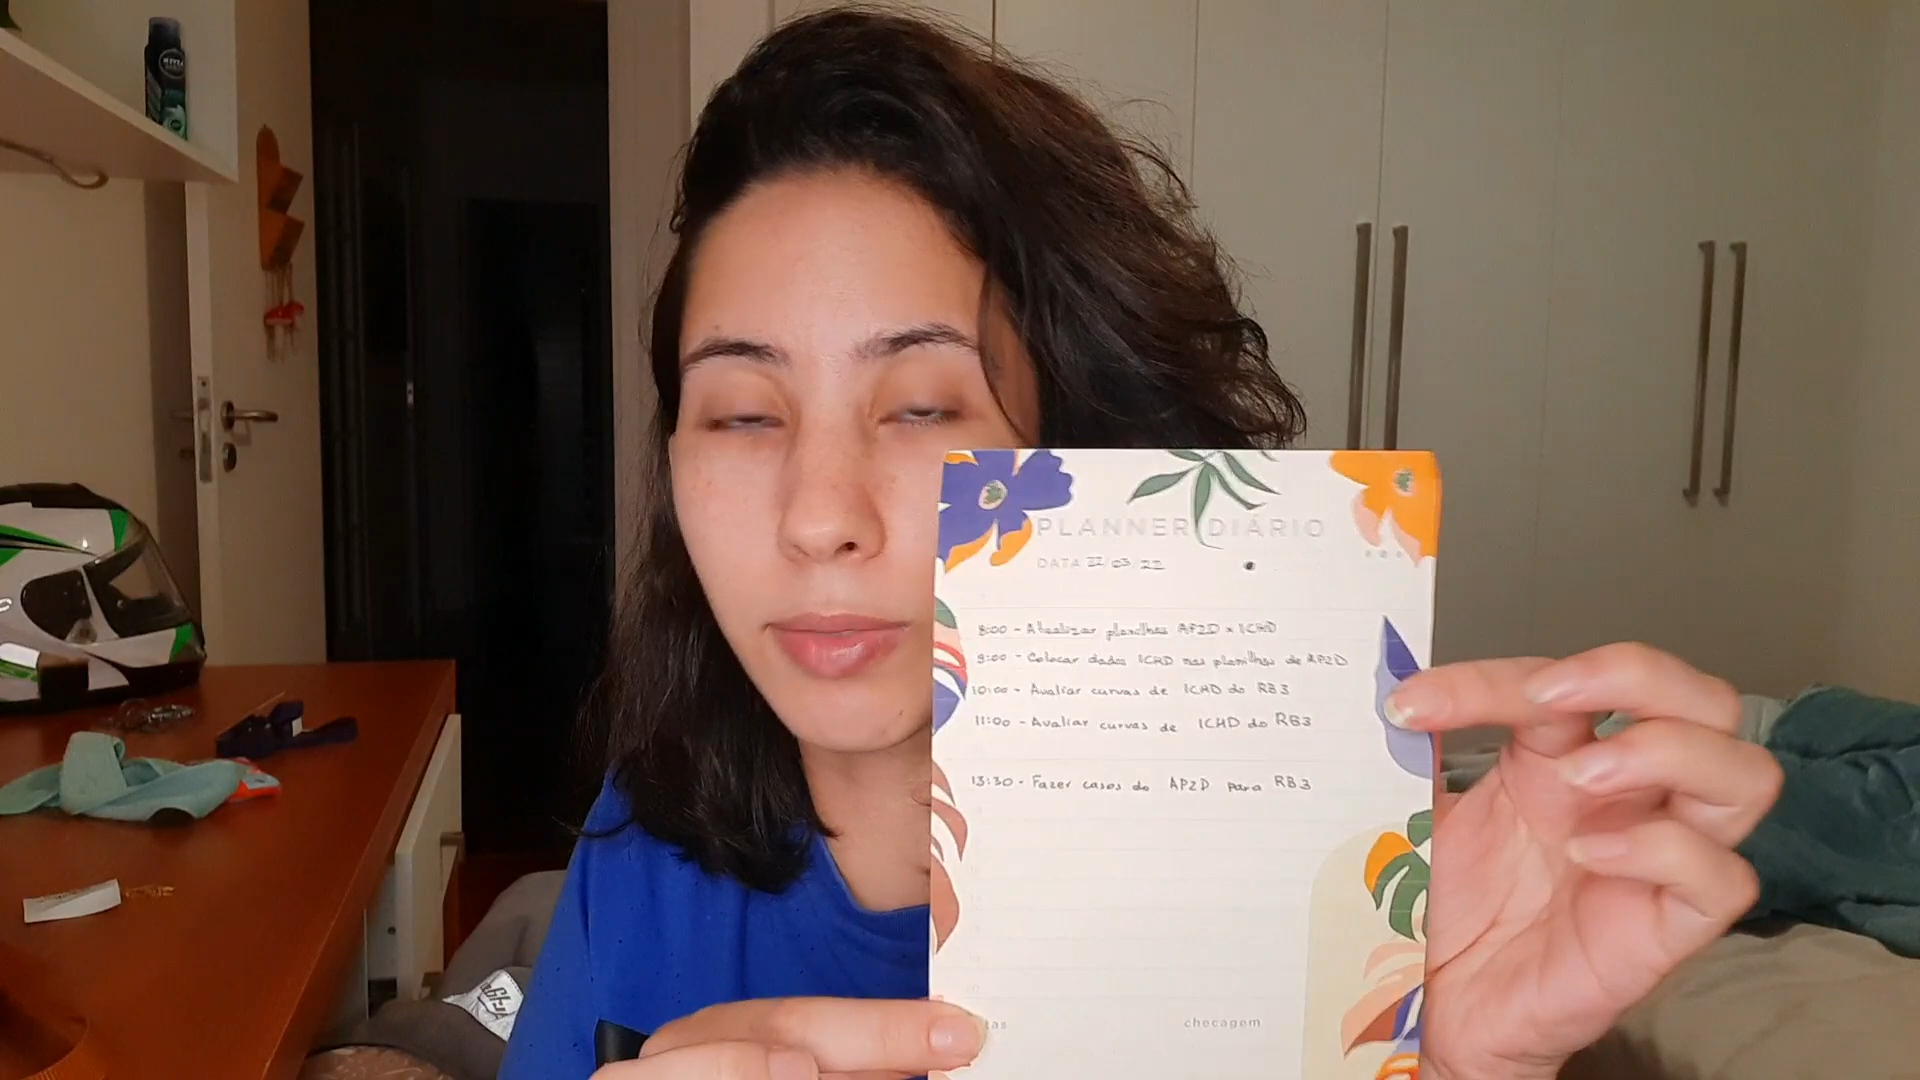 NIVEA
PLANNER DIÁRIO
DATA 22/03/22
8:00 - Atualizar planilhas AP2D x ICHD
9:00 - Colocar dados ICHD nas planilhas de AP2D
10:00 - Avaliar curvas de ICHD do RB3
11:00 - Avaliar curvas de ICHD do RB3
13:30 - Fazer casos do AP2D para RB3
tas
checagem